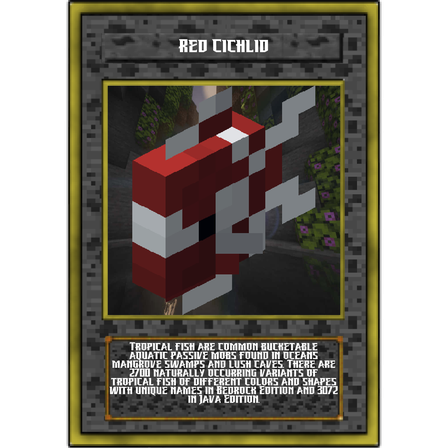 Red Cichlid
Tropical fish are common bucketable
aquatic passive mobs found in oceans
mangrove swamps and lush caves. There are
2700 naturally occurring variants of
tropical fish of different colors and shapes
with unique names in Bedrock Edition and 3072
in Java Edition.